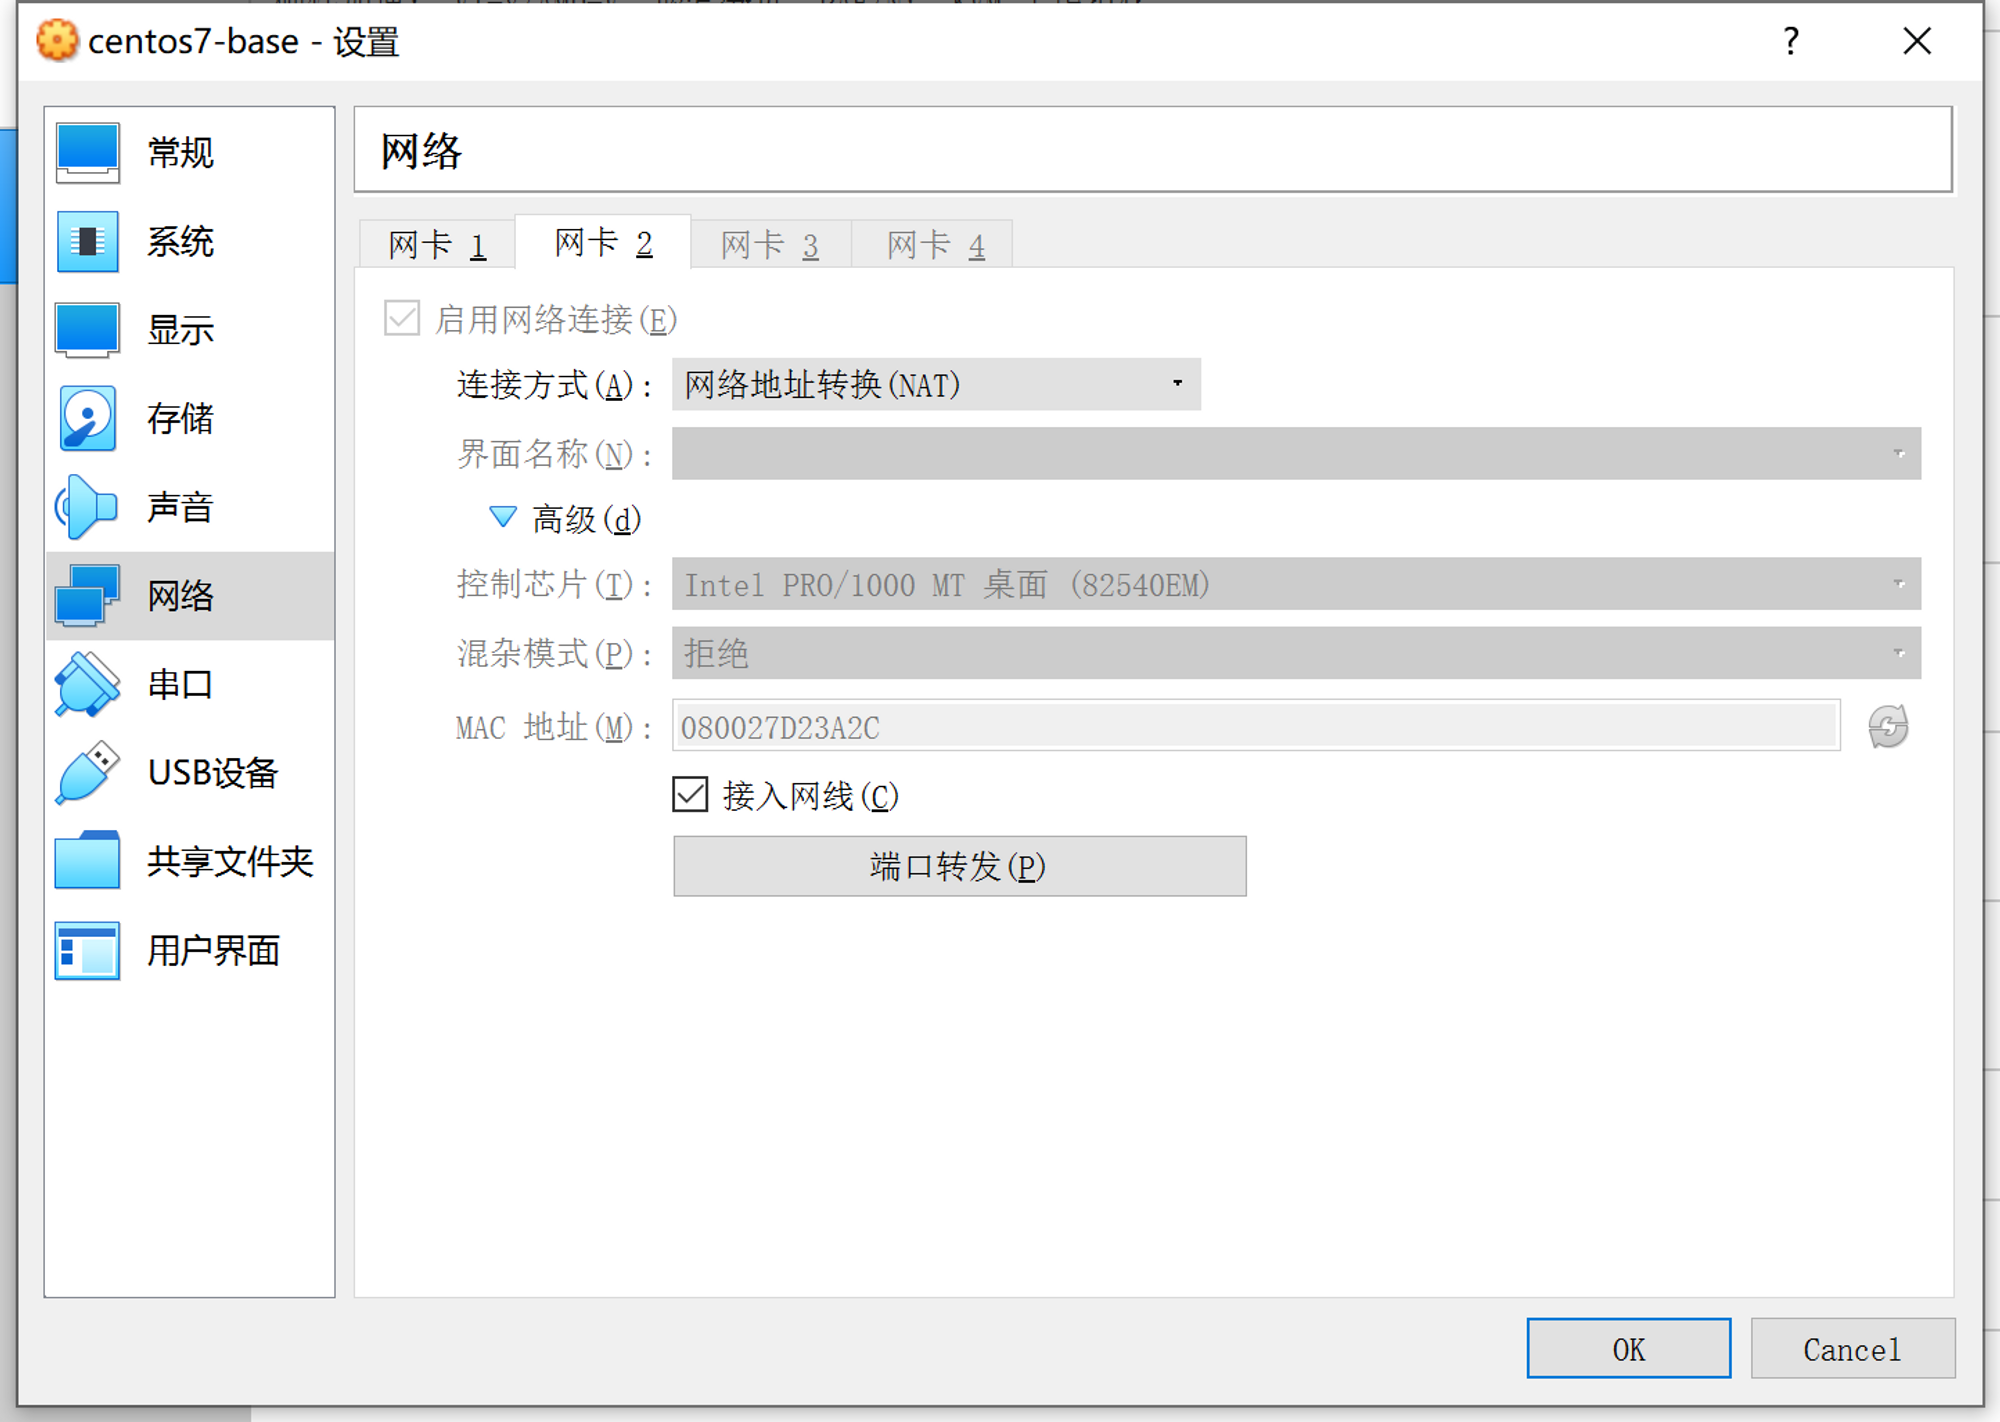 centos7-base - 设置
?
常规
系统
显示
存储
声音
网络
串口
USB设备
共享文件夹
用户界面
网络
网卡 1 网卡 2 网卡 3 网卡 4
启用网络连接(E)
连接方式(A): 网络地址转换(NAT)
界面名称(N):
高级(d)
控制芯片(T): Intel PRO/1000 MT 桌面 (82540EM)
混杂模式(P): 拒绝
MAC 地址(M): 080027D23A2C
接入网线(C)
端口转发(P)
OK Cancel